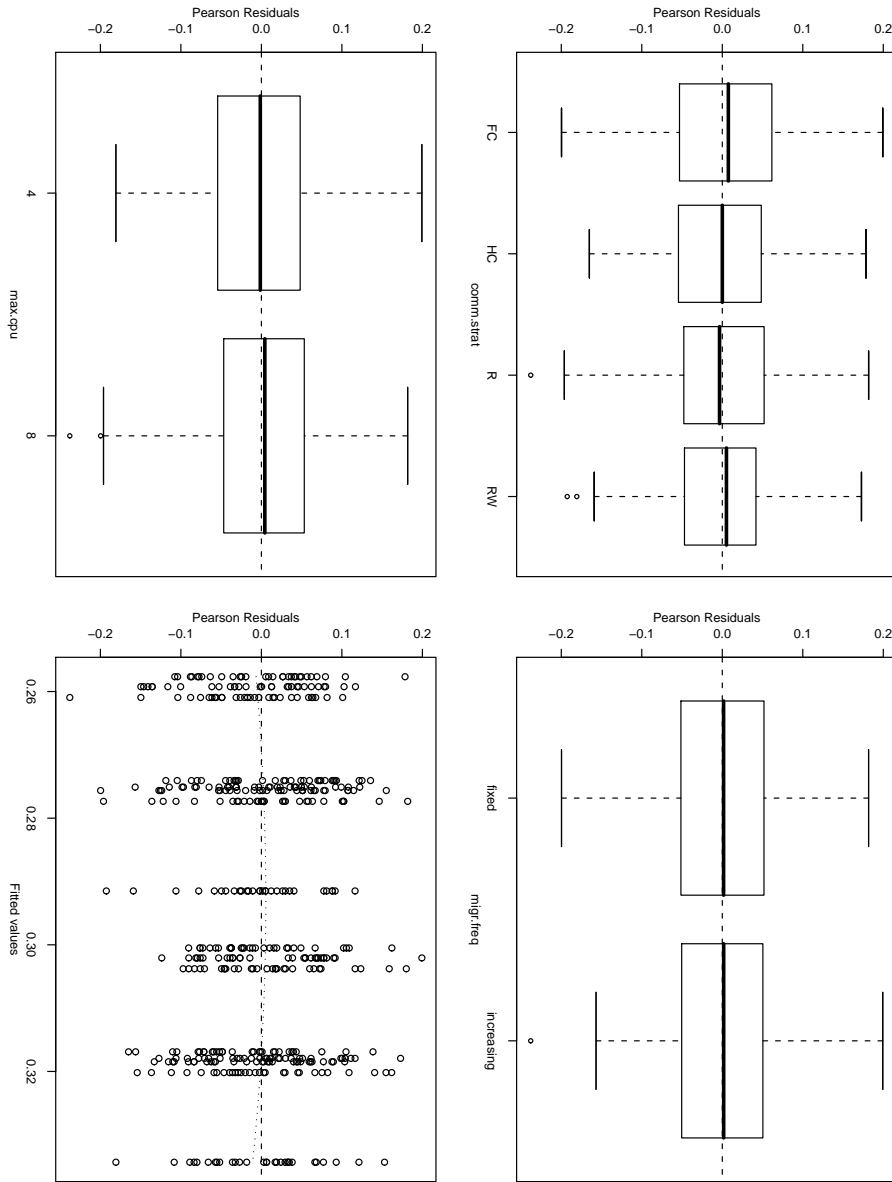 Pearson Residuals
−0.2 −0.1 0.0 0.1 0.2
4
8
max.cpu
Pearson Residuals
−0.2 −0.1 0.0 0.1 0.2
FC
HC
R
RW
comm.strat
Pearson Residuals
−0.2 −0.1 0.0 0.1 0.2
0.26
0.28
0.30
0.32
Fitted values
Pearson Residuals
−0.2 −0.1 0.0 0.1 0.2
fixed
increasing
migr.freq